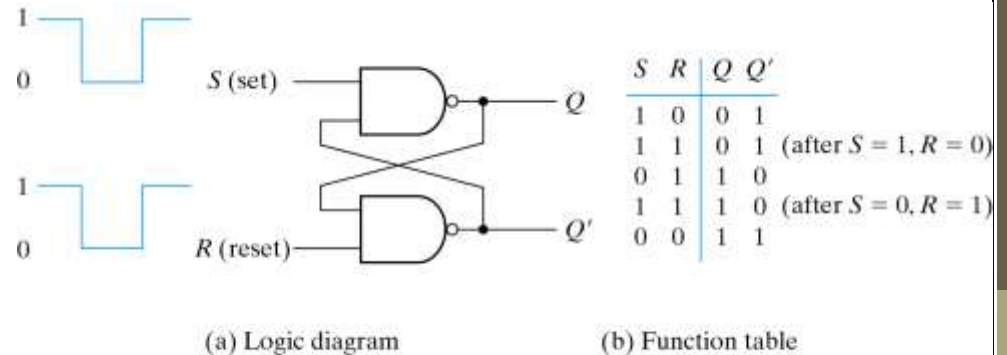 1
0
S (set)
Q
1
0
R (reset)
Q′
(a) Logic diagram
S R Q Q′
1 0 0 1
1 1 0 1 (after S = 1, R = 0)
0 1 1 0
1 1 1 0 (after S = 0, R = 1)
0 0 1 1
(b) Function table